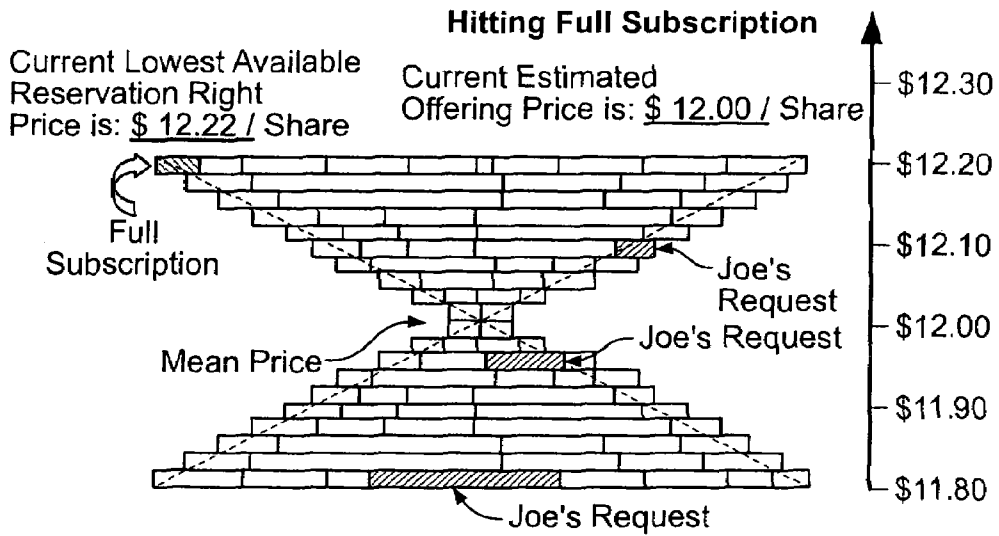 Hitting Full Subscription
Current Lowest Available
Reservation Right
Price is: $ 12.22 / Share
Current Estimated
Offering Price is: $ 12.00 / Share
$12.30
$12.20
Full
Subscription
$12.10
Joe's
Request
$12.00
Mean Price
Joe's Request
$11.90
$11.80
Joe's Request